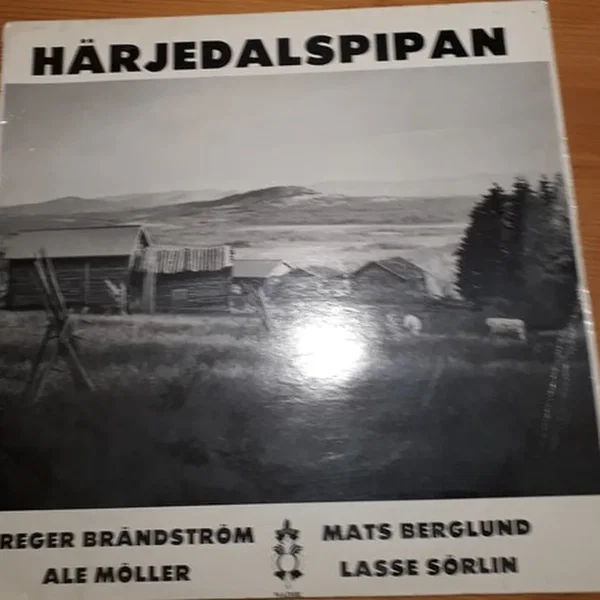 HÄRJEDALSPIPAN
REGER BRÄNDSTRÖM
MATS BERGLUND
ALE MÖLLER
LASSE SÖRLIN